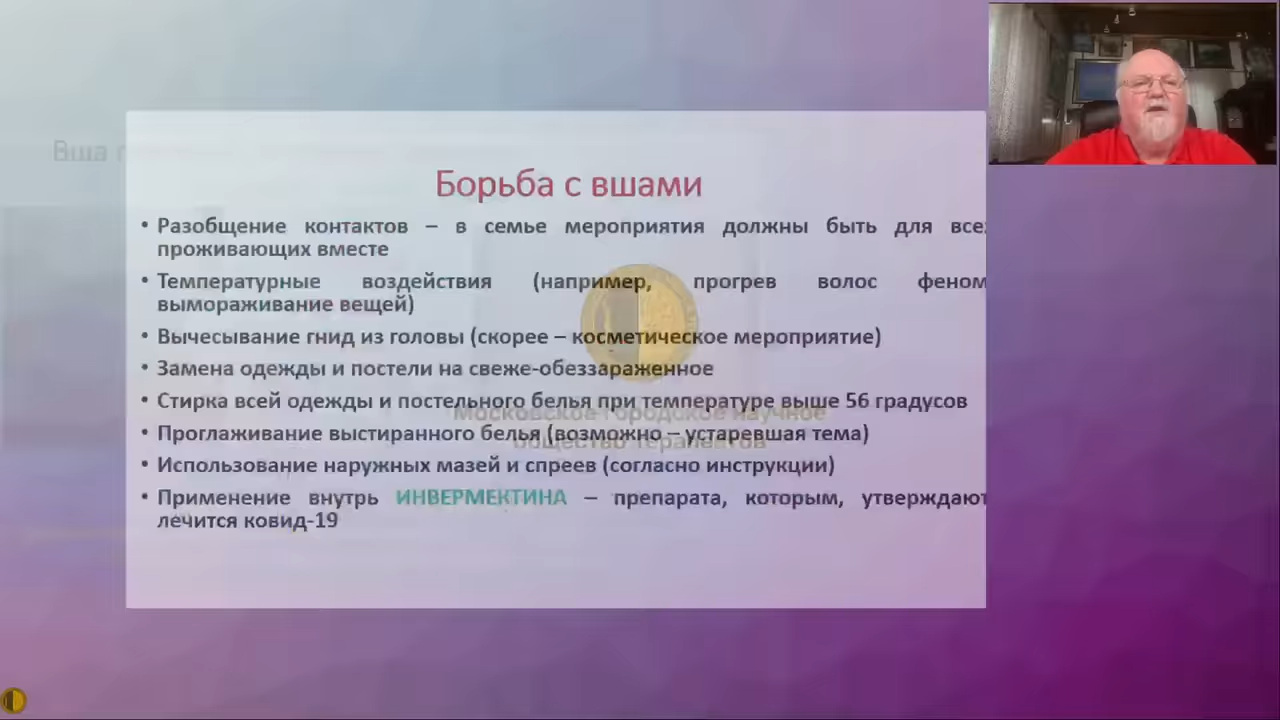 Вша
Борьба с вшами
• Разобщение контактов – в семье мероприятия должны быть для всех
проживающих вместе
• Температурные воздействия (например, прогрев волос феном,
вымораживание вещей)
• Вычесывание гнид из головы (скорее – косметическое мероприятие)
• Замена одежды и постели на свеже-обеззараженное
• Стирка всей одежды и постельного белья при температуре выше 56 градусов
Московское городское научное
• Проглаживание выстиранного белья (возможно – устаревшая тема)
общество терапевтов
• Использование наружных мазей и спреев (согласно инструкции)
• Применение внутрь ИНВЕРМЕКТИНА – препарата, которым, утверждают
лечится ковид-19